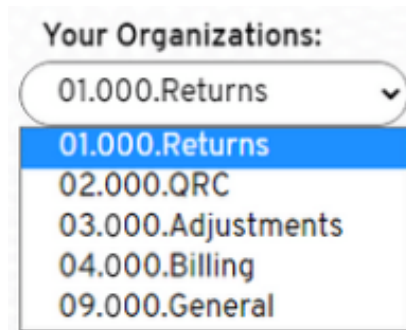 Your Organizations:
01.000.Returns
01.000.Returns
02.000.QRC
03.000.Adjustments
04.000.Billing
09.000.General